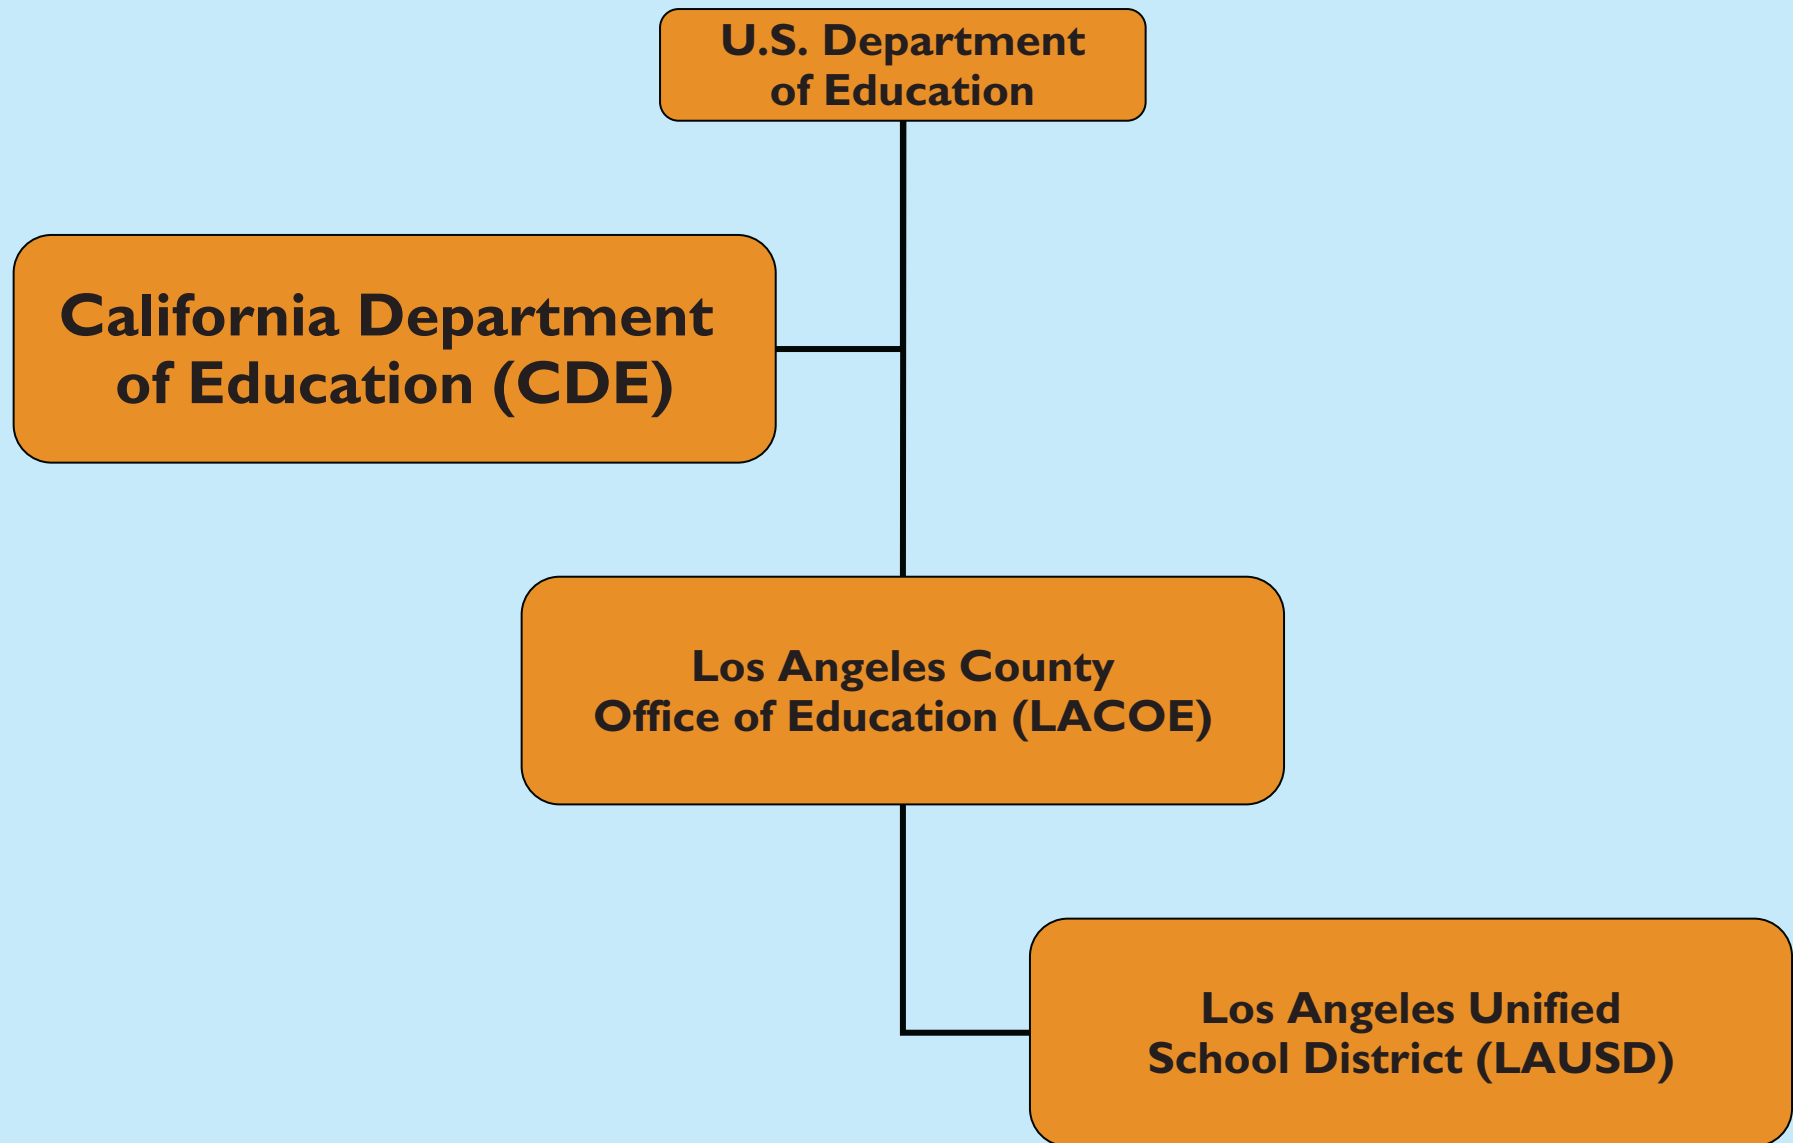 U.S. Department
of Education
California Department
of Education (CDE)
Los Angeles County
Office of Education (LACOE)
Los Angeles Unified
School District (LAUSD)